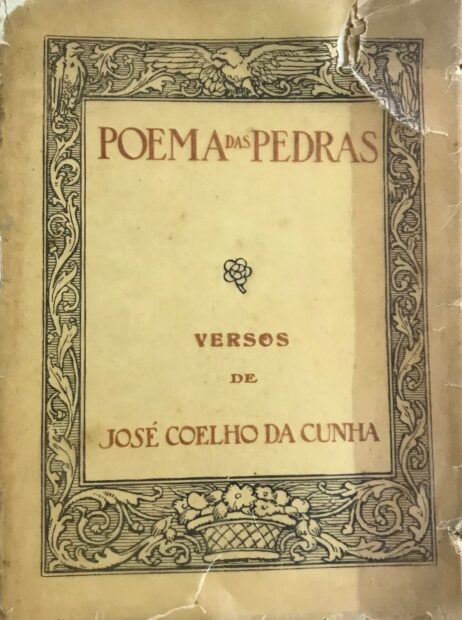 POEMA DAS PEDRAS
VERSOS
DE
JOSÉ COELHO DA CUNHA